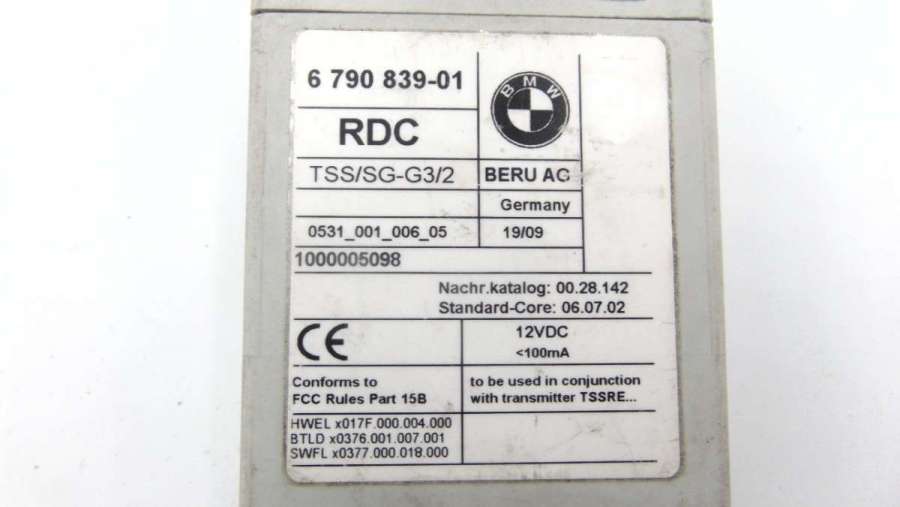 6 790 839-01
BMW
RDC
TSS/SG-G3/2
BERU AG
Germany
0531_001_006_05
19/09
1000005098
Nachr.katalog: 00.28.142
Standard-Core: 06.07.02
CE
12VDC
<100mA
Conforms to
FCC Rules Part 15B
to be used in conjunction
with transmitter TSSRE...
HWEL x017F.000.004.000
BTLD x0376.001.007.001
SWFL x0377.000.018.000